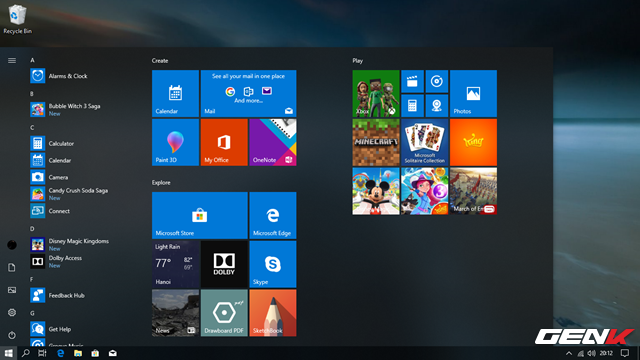 Recycle Bin
A
Alarms & Clock
B
Bubble Witch 3 Saga
New
C
Calculator
Calendar
Camera
Candy Crush Soda Saga
New
Connect
D
Disney Magic Kingdoms
New
Dolby Access
New
F
Feedback Hub
G
Get Help
Create
Calendar
See all your mail in one place
And more...
Mail
Paint 3D
My Office
OneNote
Explore
Microsoft Store
Microsoft Edge
Light Rain
77°
82°
69°
Hanoi
DOLBY
Skype
News
Drawboard PDF
SketchBook
Play
Xbox
Photos
MINECRAFT
Microsoft
Solitaire Collection
King
March of Em
GENK
20:12